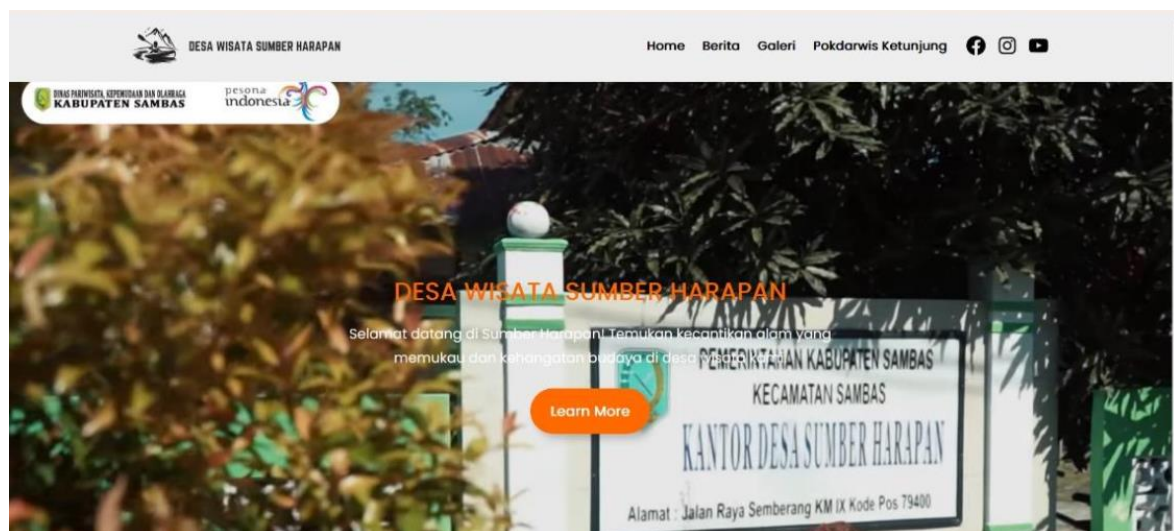 DESA WISATA SUMBER HARAPAN
Home Berita Galeri Pokdarwis Ketunjung
DINAS PARIWISATA, KEPEMUDAAN DAN OLAHRAGA
KABUPATEN SAMBAS
pesona
indonesia
DESA WISATA SUMBER HARAPAN
Selamat datang di Sumber Harapan! Temukan kecantikan alam yang
memukau dan kehangatan budaya di desa wisata kami.
Learn More
PEMERINTAHAN KABUPATEN SAMBAS
KECAMATAN SAMBAS
KANTOR DESA SUMBER HARAPAN
Alamat : Jalan Raya Semberang KM IX Kode Pos 79400